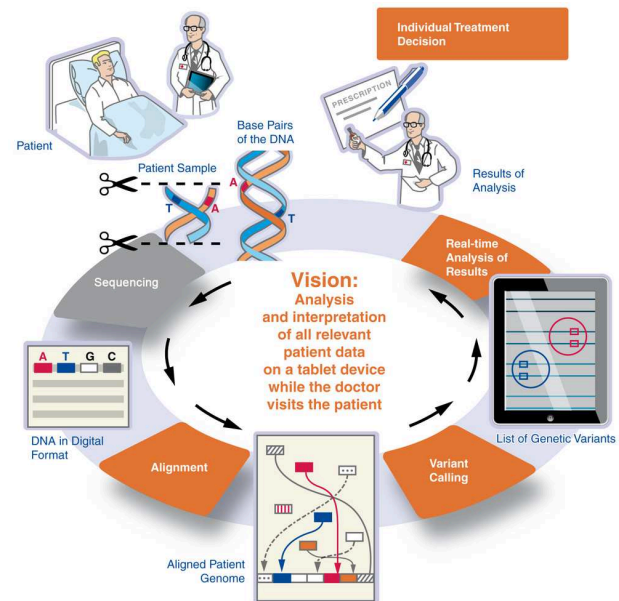 Individual Treatment
Decision
PRESCRIPTION
Patient
Base Pairs
of the DNA
Patient Sample
A
T
T
A
Results of
Analysis
Sequencing
Real-time
Analysis of
Results
Vision:
Analysis
and interpretation
of all relevant
patient data
on a tablet device
while the doctor
visits the patient
A T G C
DNA in Digital
Format
List of Genetic Variants
Alignment
Variant
Calling
Aligned Patient
Genome